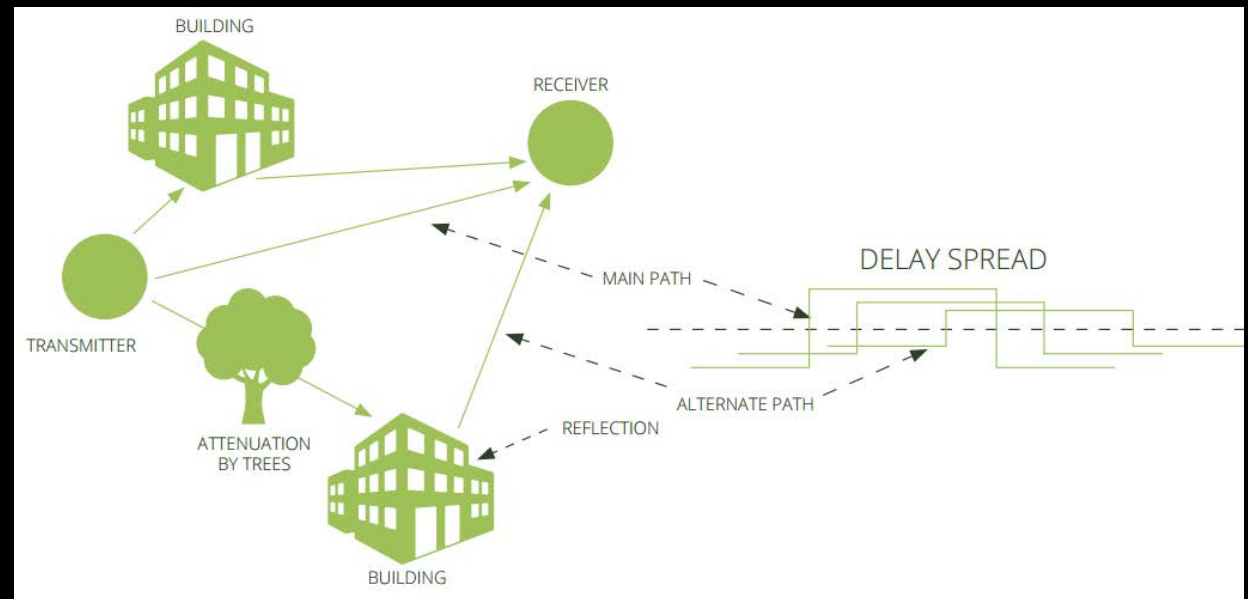 BUILDING
RECEIVER
DELAY SPREAD
MAIN PATH
TRANSMITTER
ALTERNATE PATH
REFLECTION
ATTENUATION
BY TREES
BUILDING